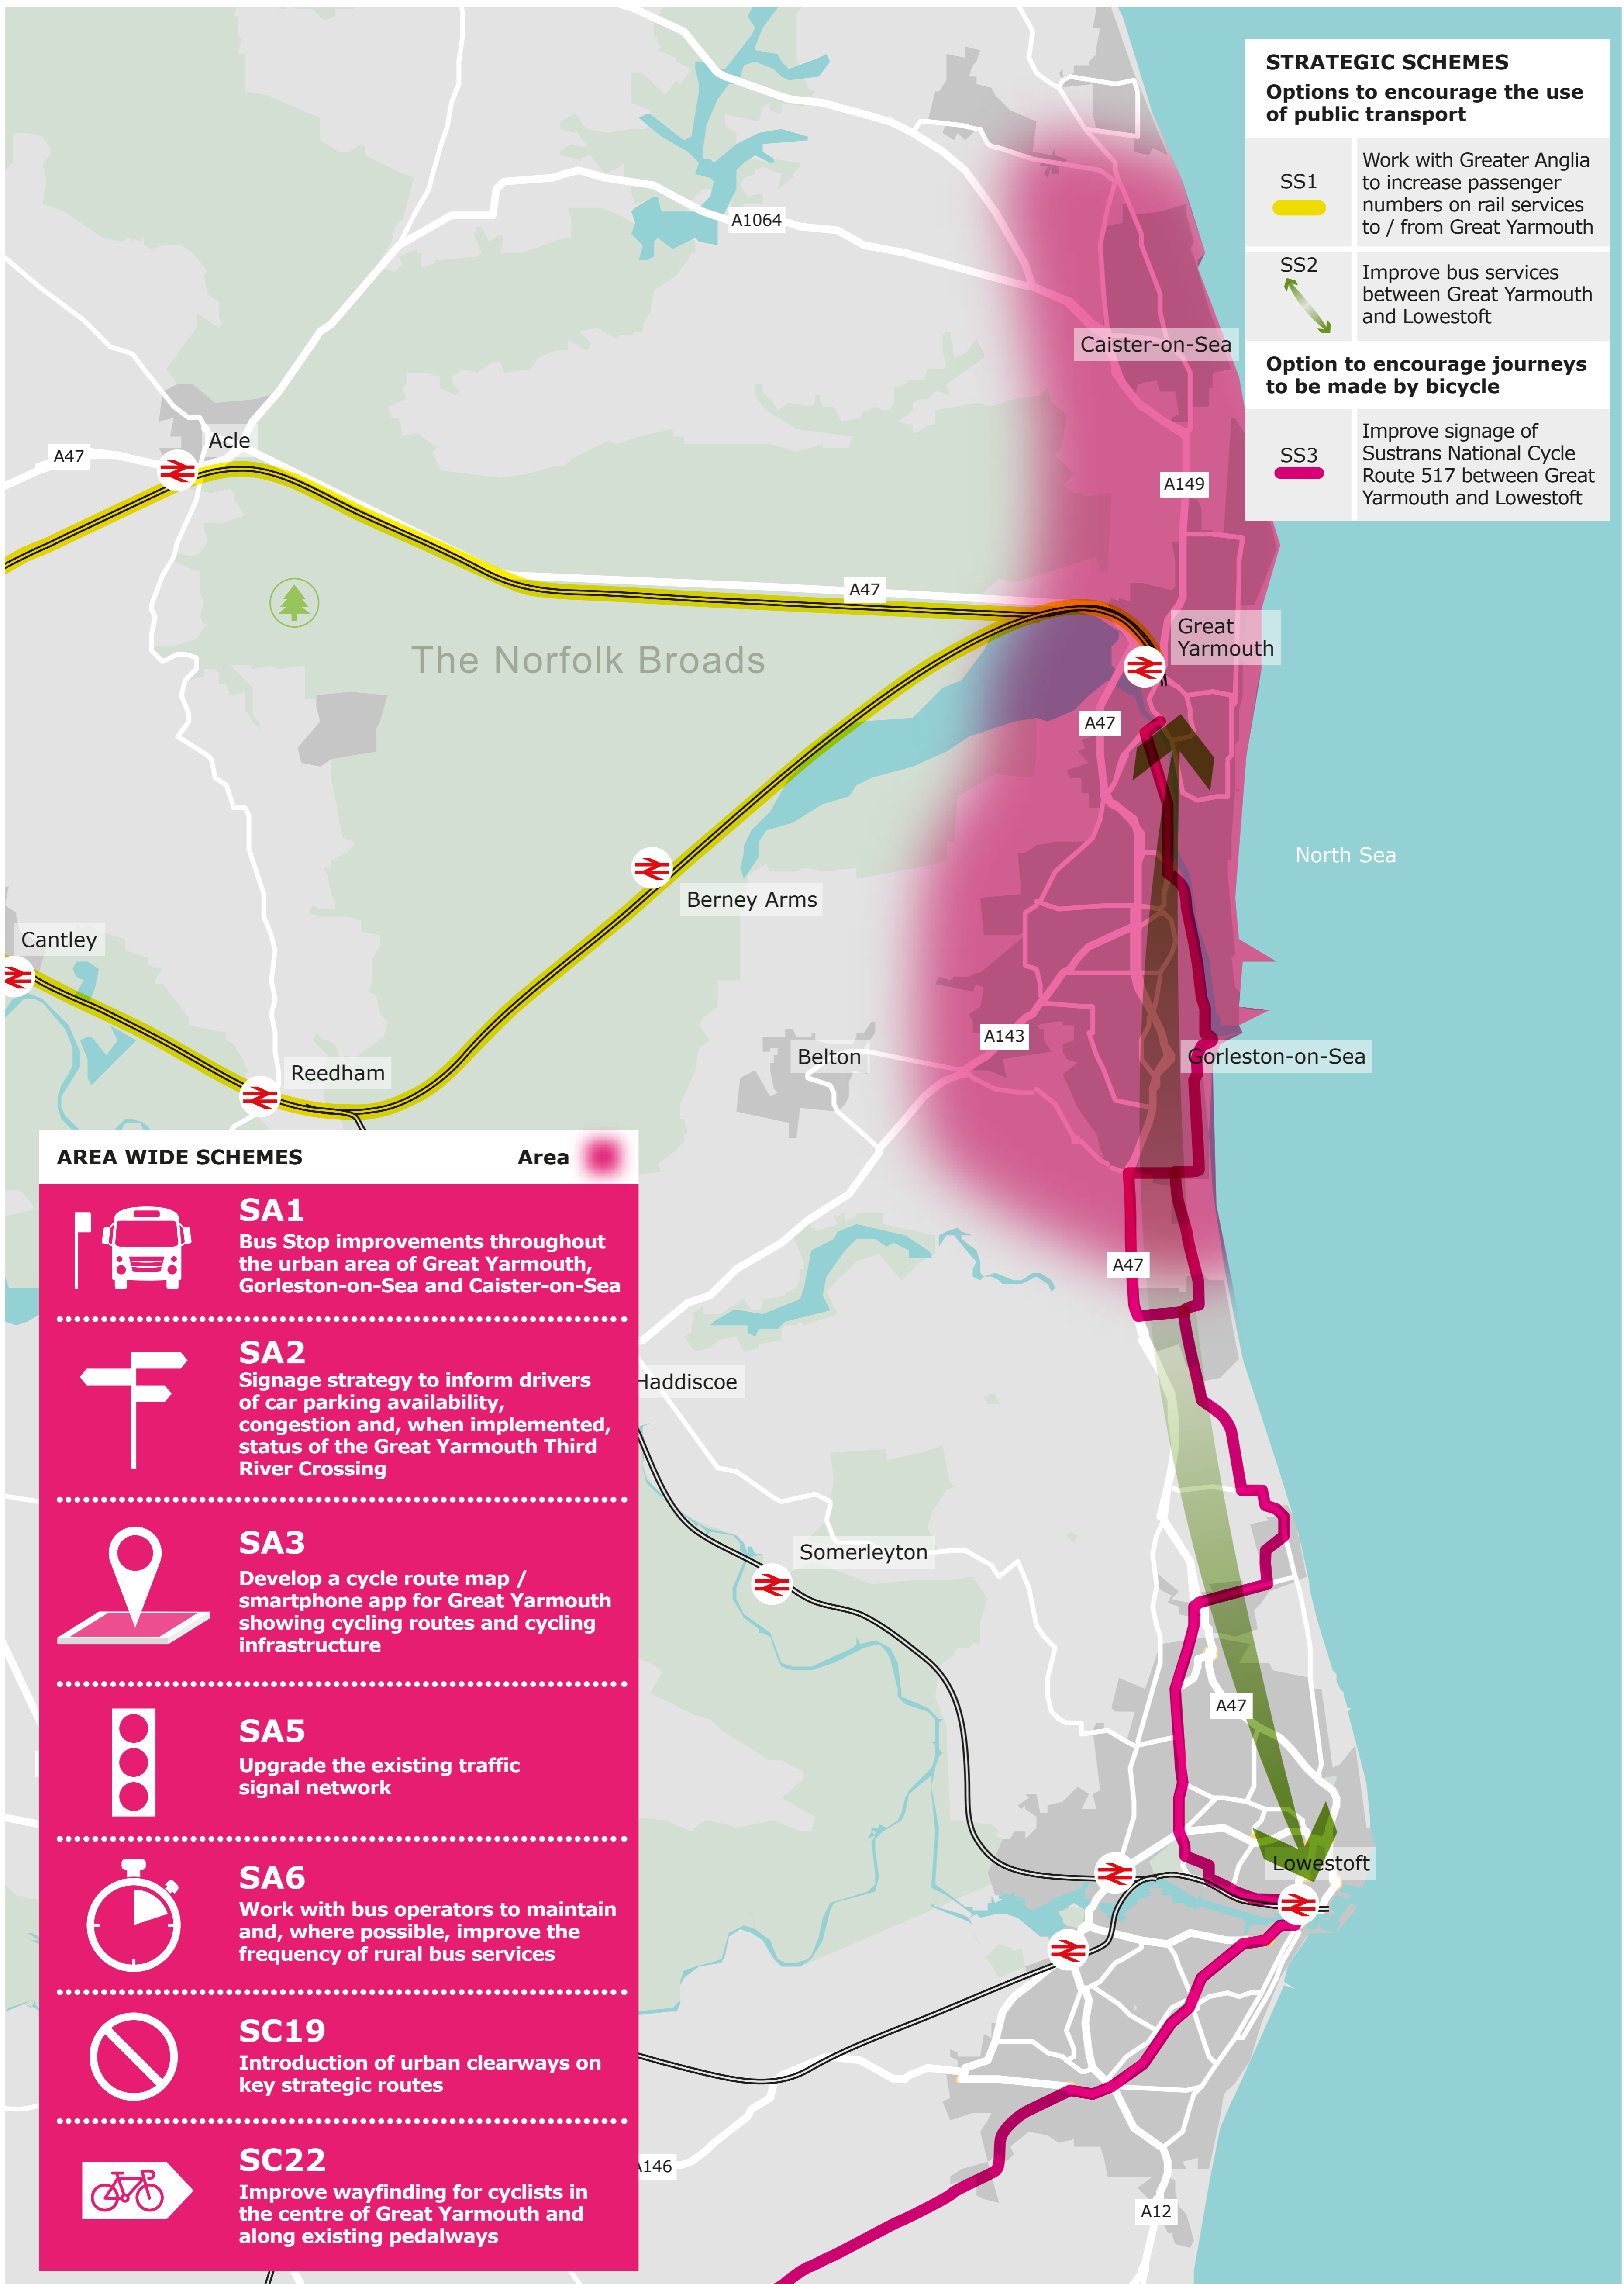 STRATEGIC SCHEMES
Options to encourage the use
of public transport
SS1
Work with Greater Anglia
to increase passenger
numbers on rail services
to / from Great Yarmouth
SS2
Improve bus services
between Great Yarmouth
and Lowestoft
Option to encourage journeys
to be made by bicycle
SS3
Improve signage of
Sustrans National Cycle
Route 517 between Great
Yarmouth and Lowestoft
A1064
Caister-on-Sea
Acle
A47
A149
A47
Great
Yarmouth
The Norfolk Broads
A47
North Sea
Berney Arms
Cantley
A143
Belton
Gorleston-on-Sea
Reedham
A47
Haddiscoe
Somerleyton
A47
Lowestoft
A146
A12
AREA WIDE SCHEMES
Area
SA1
Bus Stop improvements throughout
the urban area of Great Yarmouth,
Gorleston-on-Sea and Caister-on-Sea
SA2
Signage strategy to inform drivers
of car parking availability,
congestion and, when implemented,
status of the Great Yarmouth Third
River Crossing
SA3
Develop a cycle route map /
smartphone app for Great Yarmouth
showing cycling routes and cycling
infrastructure
SA5
Upgrade the existing traffic
signal network
SA6
Work with bus operators to maintain
and, where possible, improve the
frequency of rural bus services
SC19
Introduction of urban clearways on
key strategic routes
SC22
Improve wayfinding for cyclists in
the centre of Great Yarmouth and
along existing pedalways